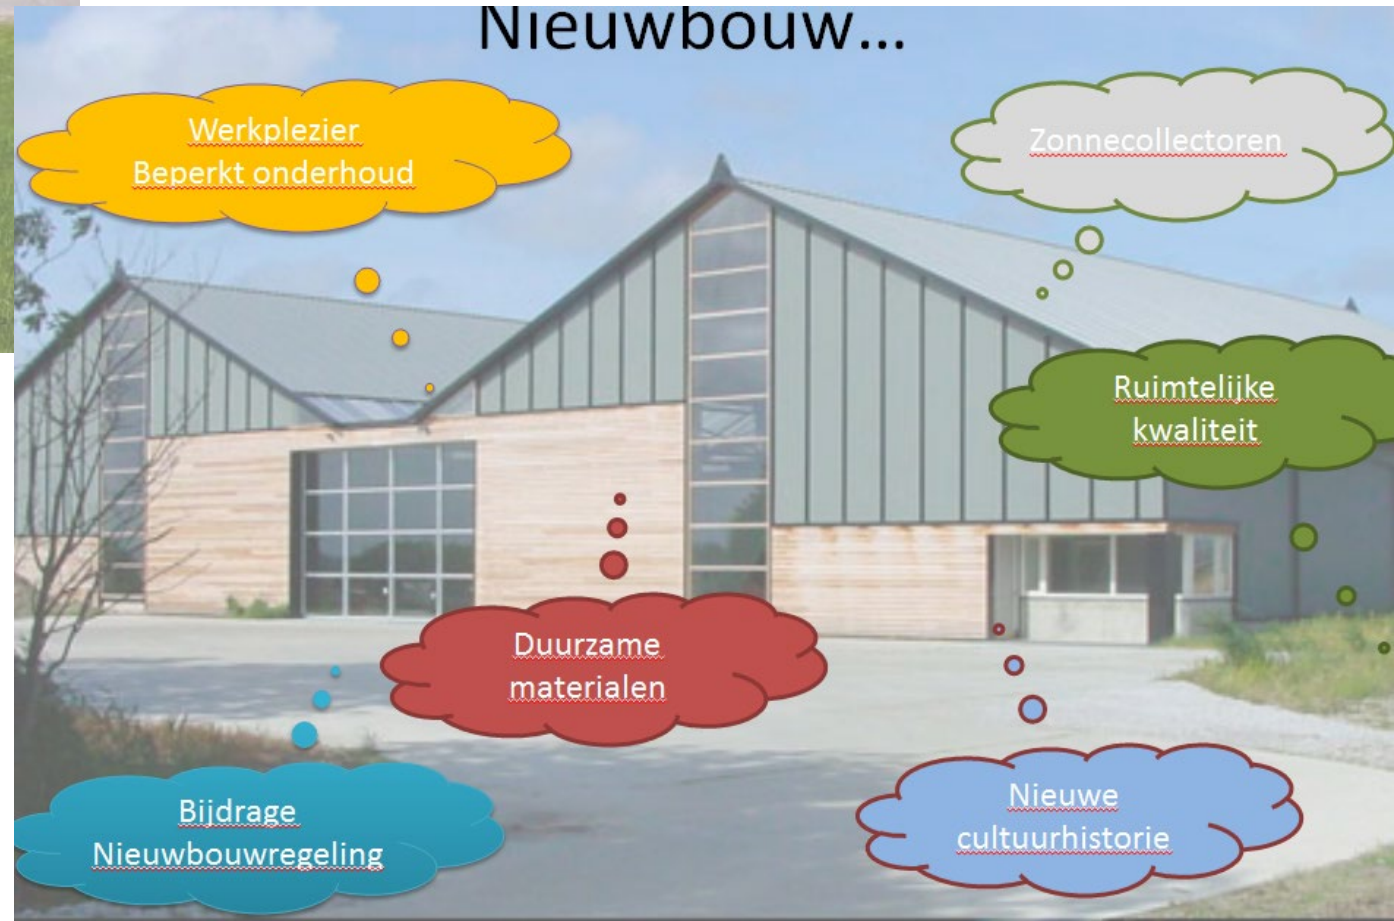 Nieuwbouw...
Werkplezier
Beperkt onderhoud
Zonnecollectoren
Ruimtelijke
kwaliteit
Duurzame
materialen
Bijdrage
Nieuwbouwregeling
Nieuwe
cultuurhistorie